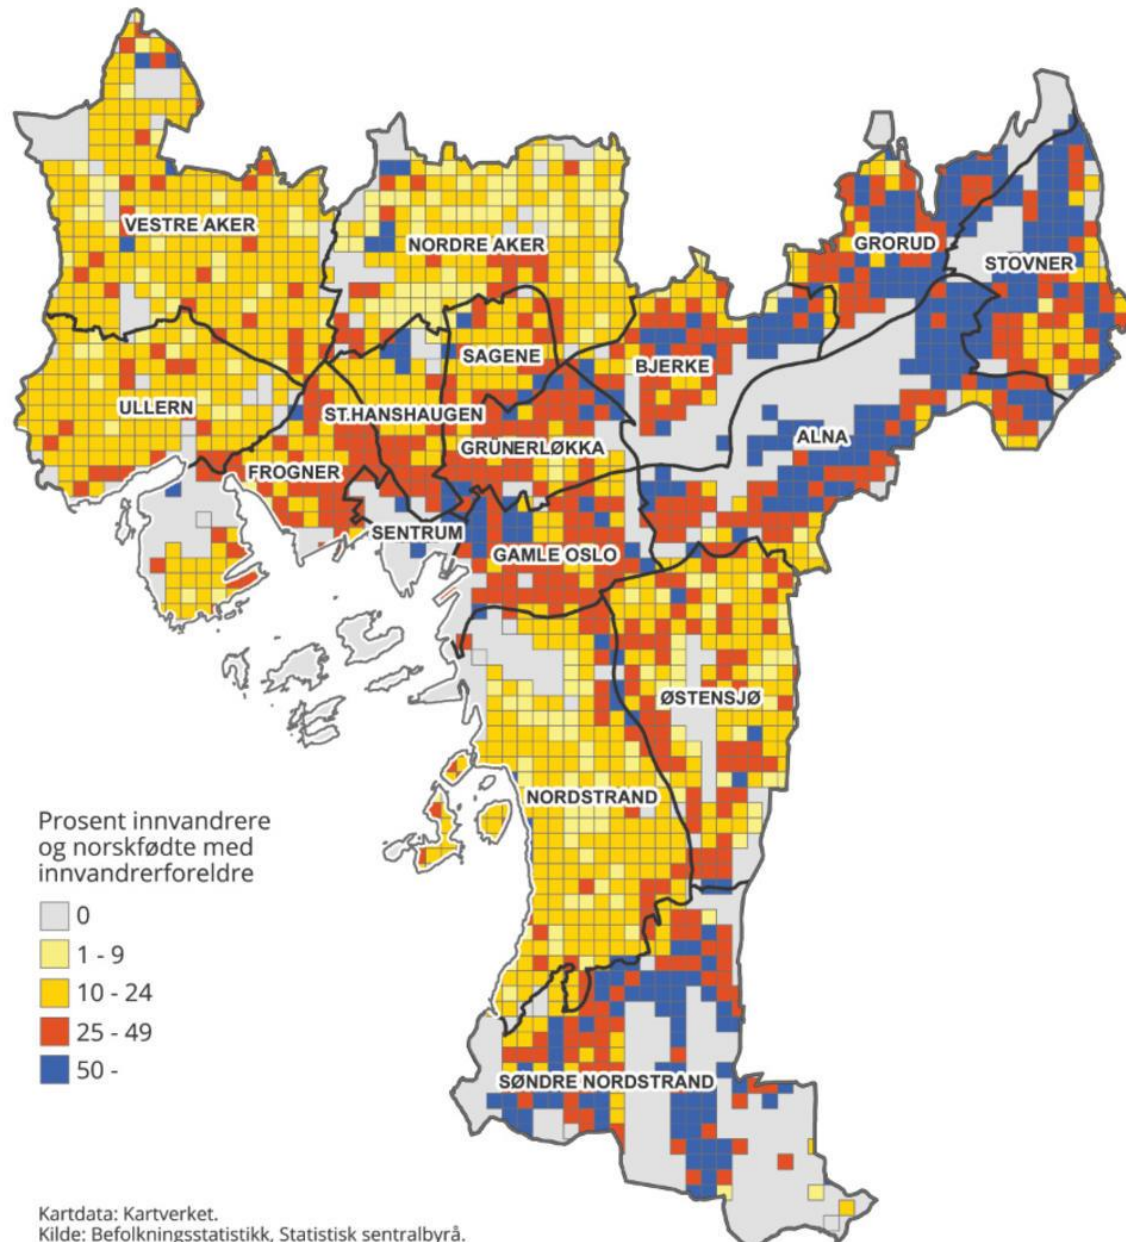 VESTRE AKER
NORDRE AKER
GRORUD
STOVNER
SAGENE
BJERKE
ULLERN
ST.HANSHAUGEN
GRÜNERLØKKA
ALNA
FROGNER
SENTRUM
GAMLE OSLO
ØSTENSJØ
NORDSTRAND
SØNDRE NORDSTRAND
Prosent innvandrere
og norskfødte med
innvandrerforeldre
0
1 - 9
10 - 24
25 - 49
50 -
Kartdata: Kartverket.
Kilde: Befolkningsstatistikk, Statistisk sentralbyrå.